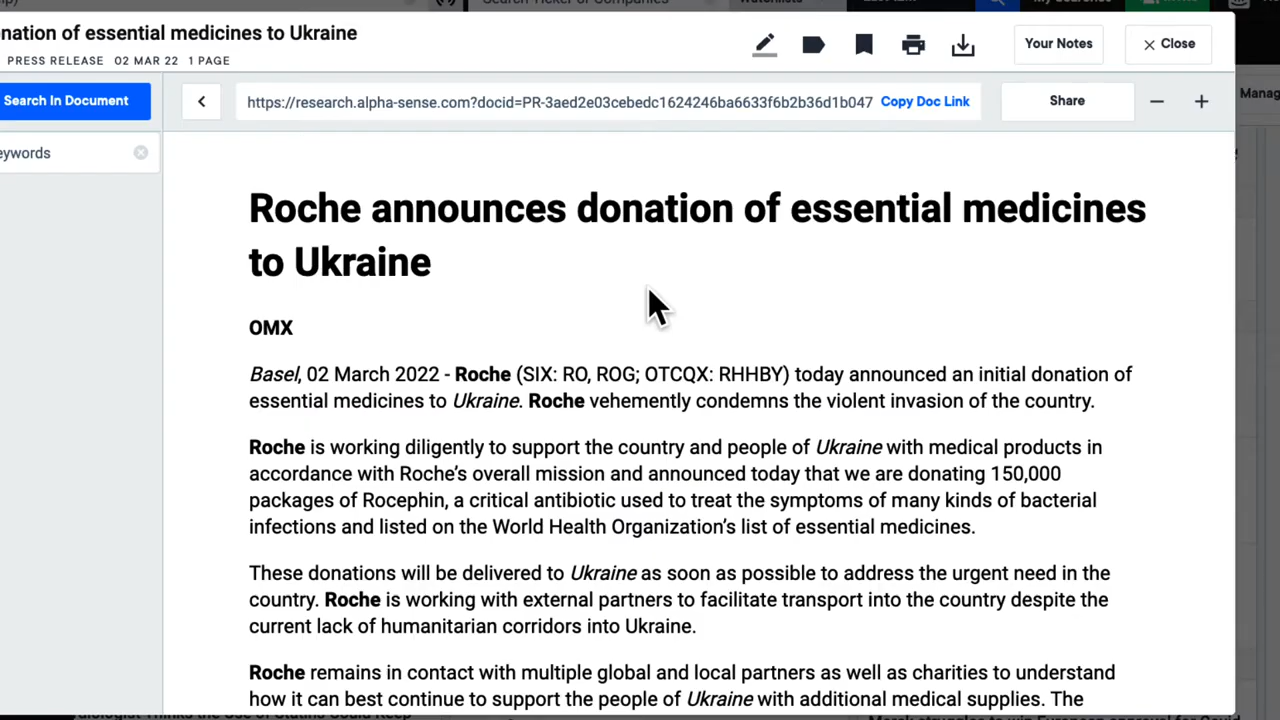 nation of essential medicines to Ukraine
PRESS RELEASE 02 MAR 22 1 PAGE
Your Notes
Close
Search In Document
https://research.alpha-sense.com?docid=PR-3aed2e03cebedc1624246ba6633f6b2b36d1b047 Copy Doc Link
Share
Manag
eywords
Roche announces donation of essential medicines
to Ukraine
OMX
Basel, 02 March 2022 - Roche (SIX: RO, ROG; OTCQX: RHHBY) today announced an initial donation of
essential medicines to Ukraine. Roche vehemently condemns the violent invasion of the country.
Roche is working diligently to support the country and people of Ukraine with medical products in
accordance with Roche’s overall mission and announced today that we are donating 150,000
packages of Rocephin, a critical antibiotic used to treat the symptoms of many kinds of bacterial
infections and listed on the World Health Organization’s list of essential medicines.
These donations will be delivered to Ukraine as soon as possible to address the urgent need in the
country. Roche is working with external partners to facilitate transport into the country despite the
current lack of humanitarian corridors into Ukraine.
Roche remains in contact with multiple global and local partners as well as charities to understand
how it can best continue to support the people of Ukraine with additional medical supplies. The